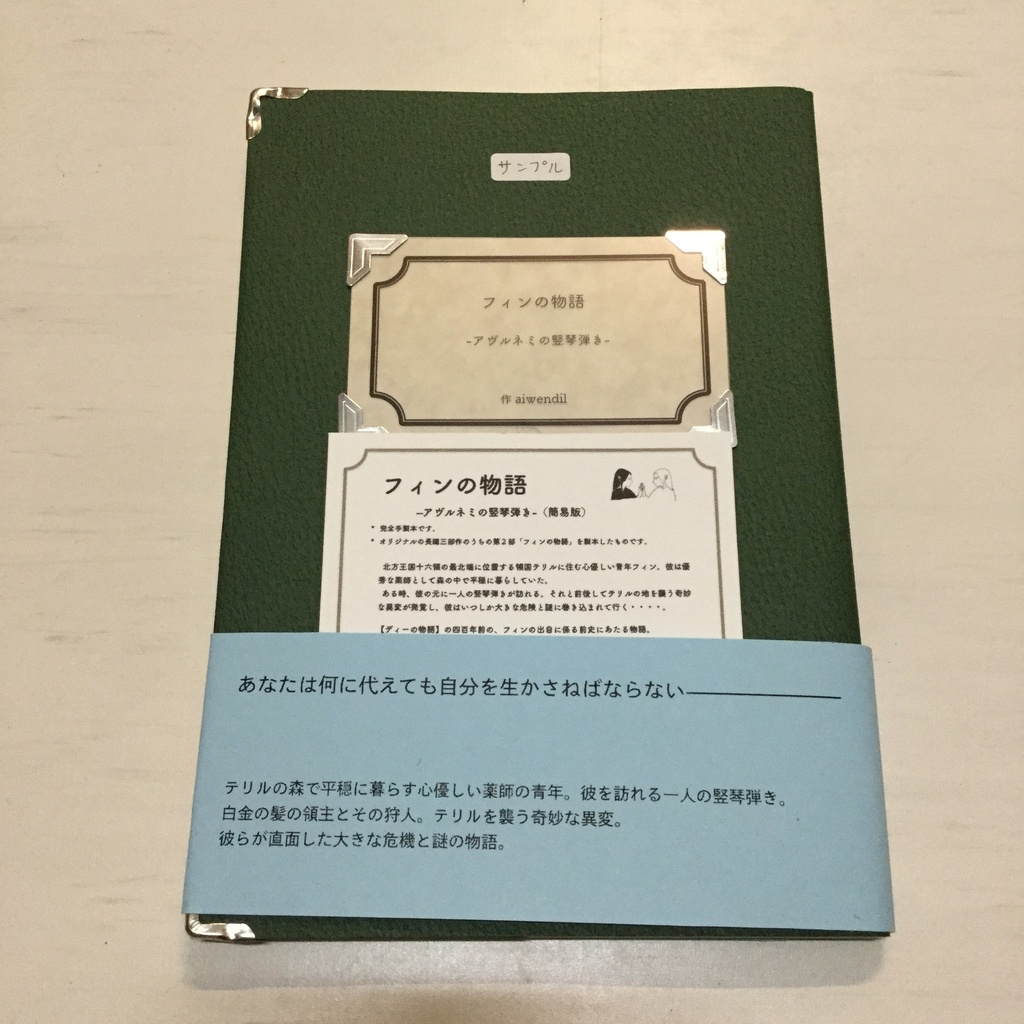 サンプル
フィンの物語
-アヴルネミの竪琴弾き-
作 aiwendil
フィンの物語
-アヴルネミの竪琴弾き-(簡易版)
* 完全手製本です。
* オリジナルの長編三部作のうちの第2部「フィンの物語」を製本したものです。
北方王国十六領の最北端に位置する領国テリルに住む心優しい青年フィン。彼は優
秀な薬師として森の中で平穏に暮らしていた。
ある時、彼の元に一人の竪琴弾きが訪れる。それと前後してテリルの地を襲う奇妙
な異変が発覚し、彼はいつしか大きな危険と謎に巻き込まれて行く・・・・。
【ディーの物語】の四百年前の、フィンの出自に係る前史にあたる物語。
あなたは何に代えても自分を生かさねばならない――――――
テリルの森で平穏に暮らす心優しい薬師の青年。彼を訪れる一人の竪琴弾き。
白金の髪の領主とその狩人。テリルを襲う奇妙な異変。
彼らが直面した大きな危機と謎の物語。